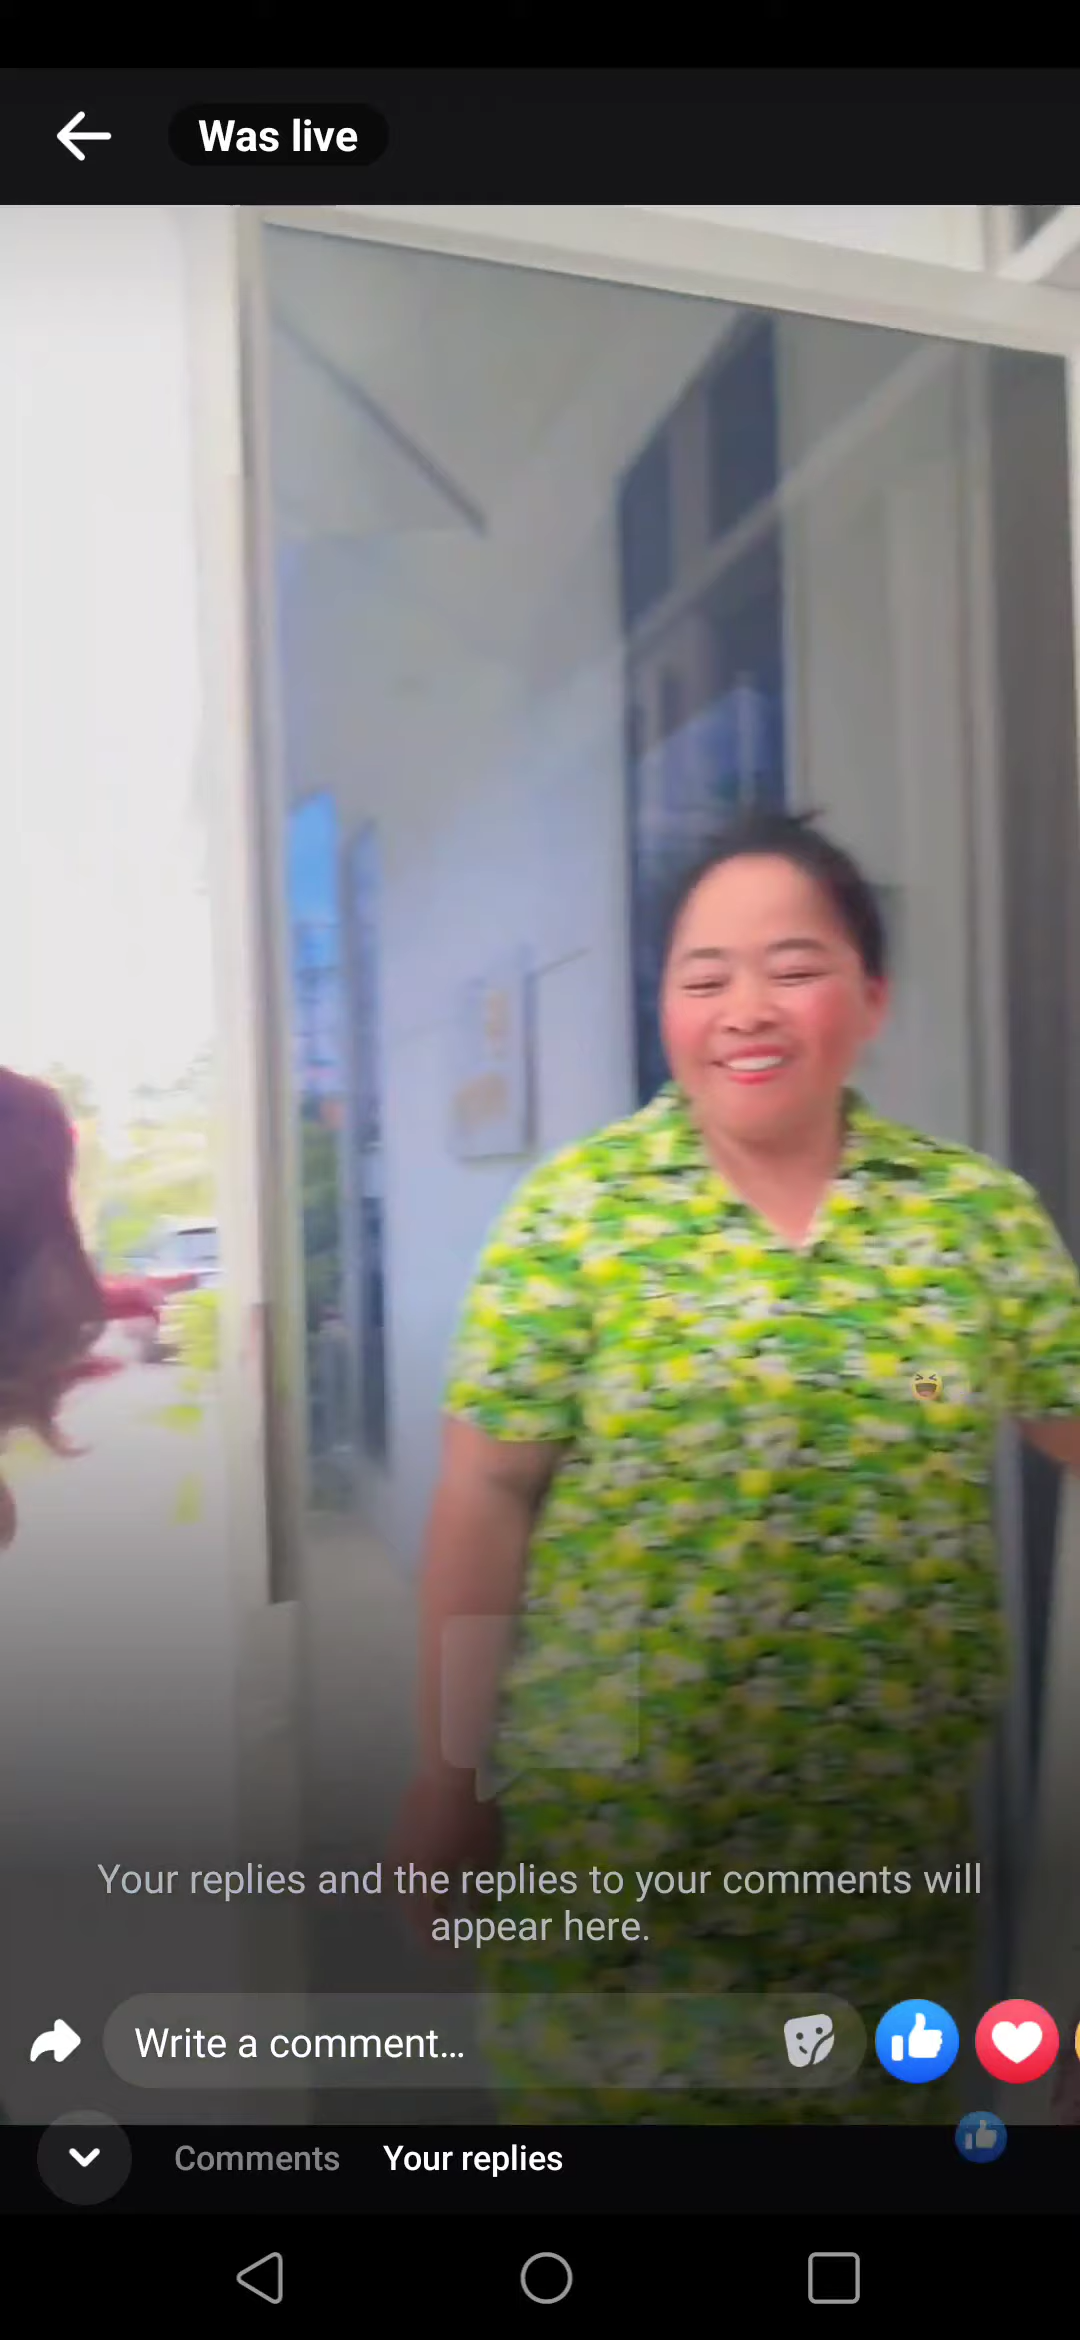 Was live
Your replies and the replies to your comments will
appear here.
Write a comment...
Comments Your replies